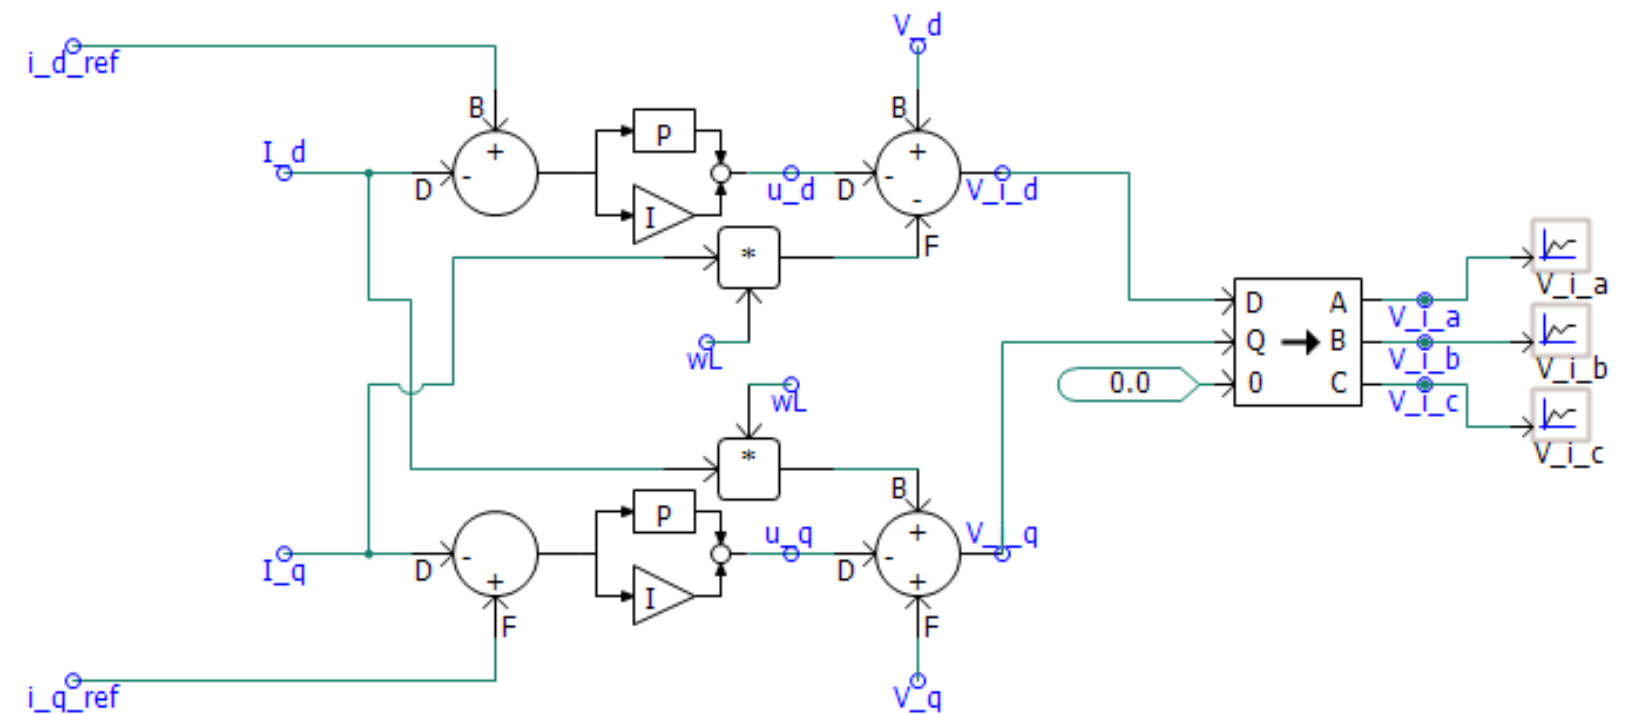 V_d
i_d_ref
B
B
+
+
P
I_d
D
-
D
-
u_d
V_i_d
-
I
F
*
V_i_a
D
A
wL
V_i_a
Q
B
V_i_b
V_i_b
0.0
0
C
wL
V_i_c
V_i_c
*
B
P
+
u_q
V_i_q
I_q
D
-
D
-
+
+
I
F
F
i_q_ref
V_q